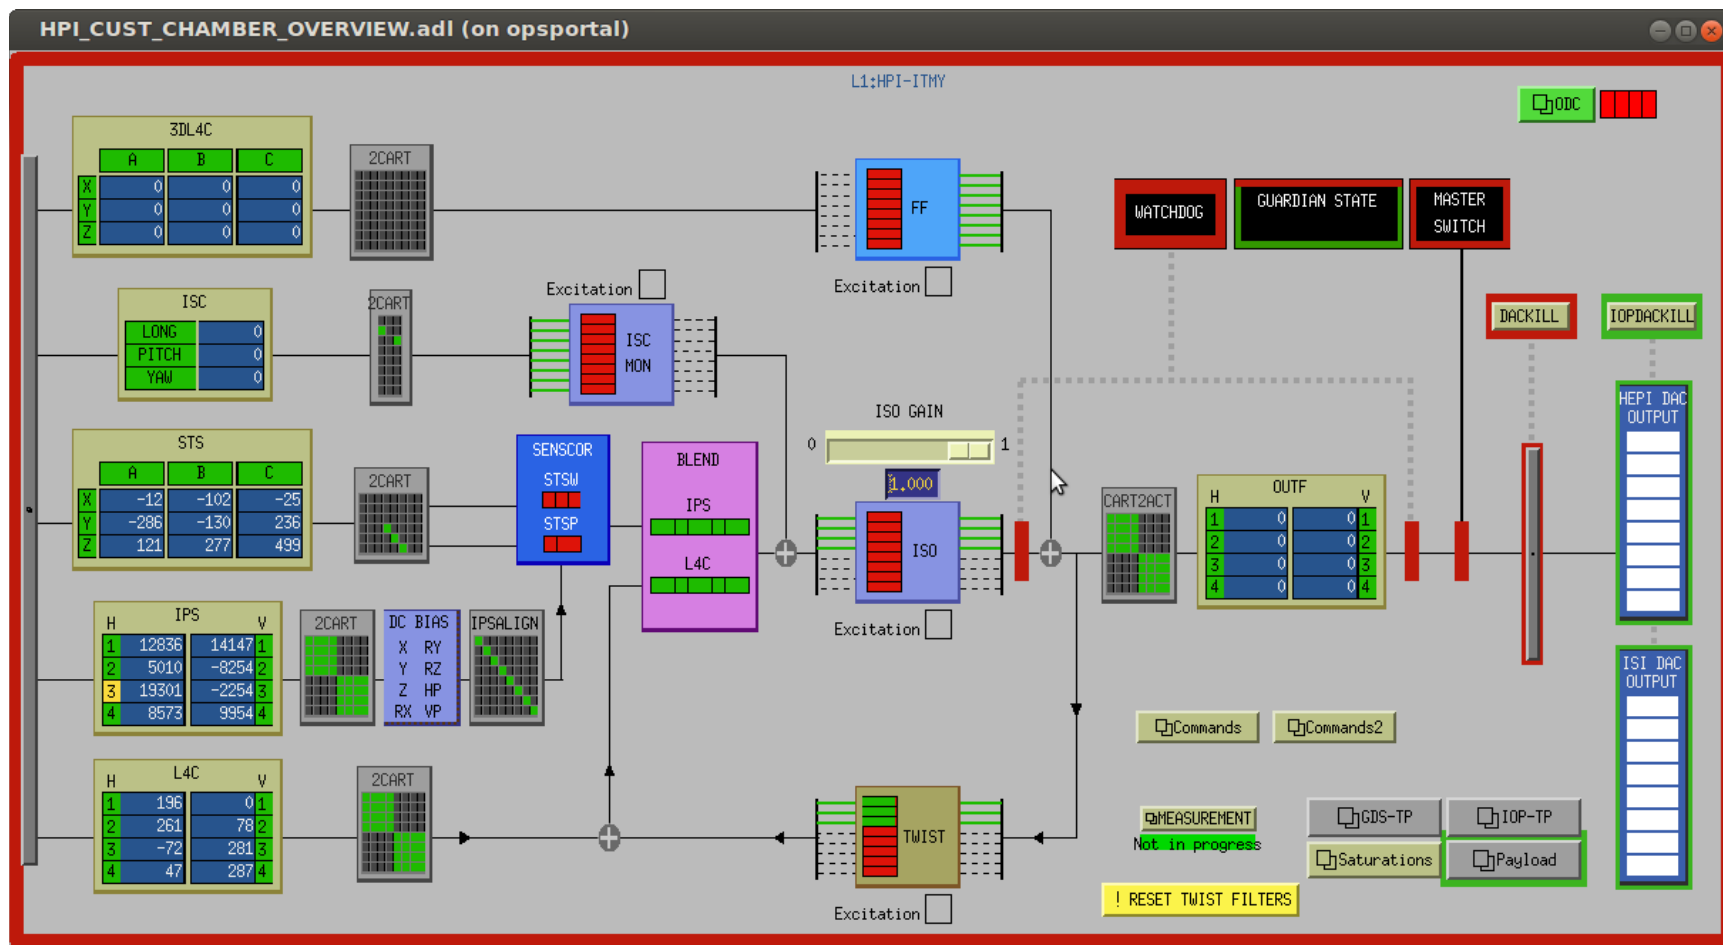 HPI_CUST_CHAMBER_OVERVIEW.adl (on opsportal)
L1:HPI-ITMY
ODC
3DL4C
A B C
X 0 0 0
Y 0 0 0
Z 0 0 0
2CART
FF
Excitation
WATCHDOG
GUARDIAN STATE
MASTER
SWITCH
ISC
LONG 0
PITCH 0
YAW 0
2CART
Excitation
ISC
MON
DACKILL
IOPDACKILL
ISO GAIN
0 1
1.000
STS
A B C
X -12 -102 -25
Y -286 -130 236
Z 121 277 499
2CART
SENSCOR
STSW
STSP
BLEND
IPS
L4C
ISO
Excitation
CART2ACT
OUTF
H V
1 0 0 1
2 0 0 2
3 0 0 3
4 0 0 4
HEPI DAC
OUTPUT
IPS
H V
1 12836 14147 1
2 5010 -8254 2
3 19301 -2254 3
4 8573 9954 4
2CART
DC BIAS
X RY
Y RZ
Z HP
RX VP
IPSALIGN
ISI DAC
OUTPUT
Commands
Commands2
L4C
H V
1 196 0 1
2 261 78 2
3 -72 281 3
4 47 287 4
2CART
TWIST
Excitation
MEASUREMENT
Not in progress
GDS-TP
IOP-TP
Saturations
Payload
! RESET TWIST FILTERS